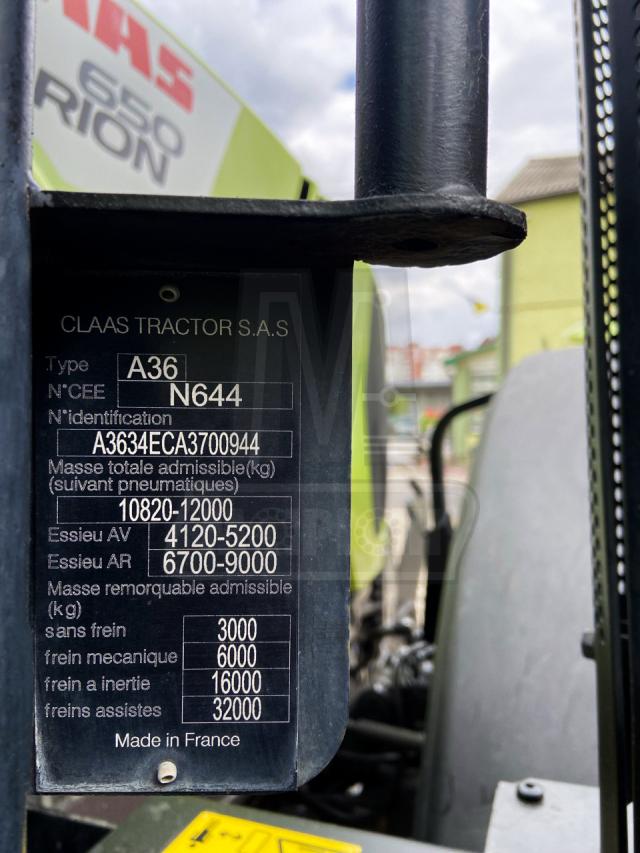 AAS
650
RION
CLAAS TRACTOR S.A.S
Type A36
N°CEE N644
N°identification
A3634ECA3700944
Masse totale admissible(kg)
(suivant pneumatiques)
10820-12000
Essieu AV 4120-5200
Essieu AR 6700-9000
Masse remorquable admissible
(kg)
sans frein 3000
frein mecanique 6000
frein a inertie 16000
freins assistes 32000
Made in France